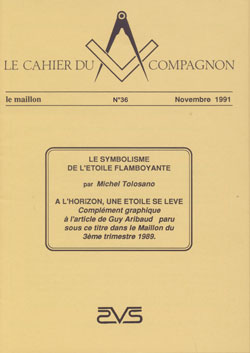 LE CAHIER DU COMPAGNON
le maillon N°36 Novembre 1991
LE SYMBOLISME
DE L'ETOILE FLAMBOYANTE
par Michel Tolosano
A L'HORIZON, UNE ETOILE SE LEVE
Complément graphique
à l'article de Guy Aribaud paru
sous ce titre dans le Maillon du
3ème trimestre 1989.